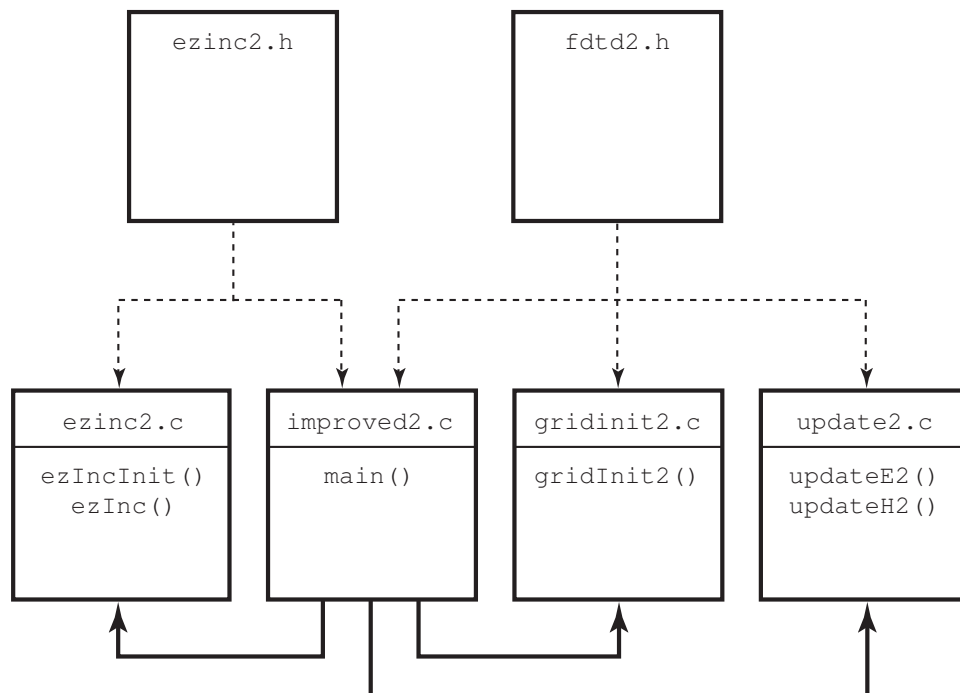 ezinc2.h
fdtd2.h
ezinc2.c
ezIncInit()
ezInc()
improved2.c
main()
gridinit2.c
gridInit2()
update2.c
updateE2()
updateH2()